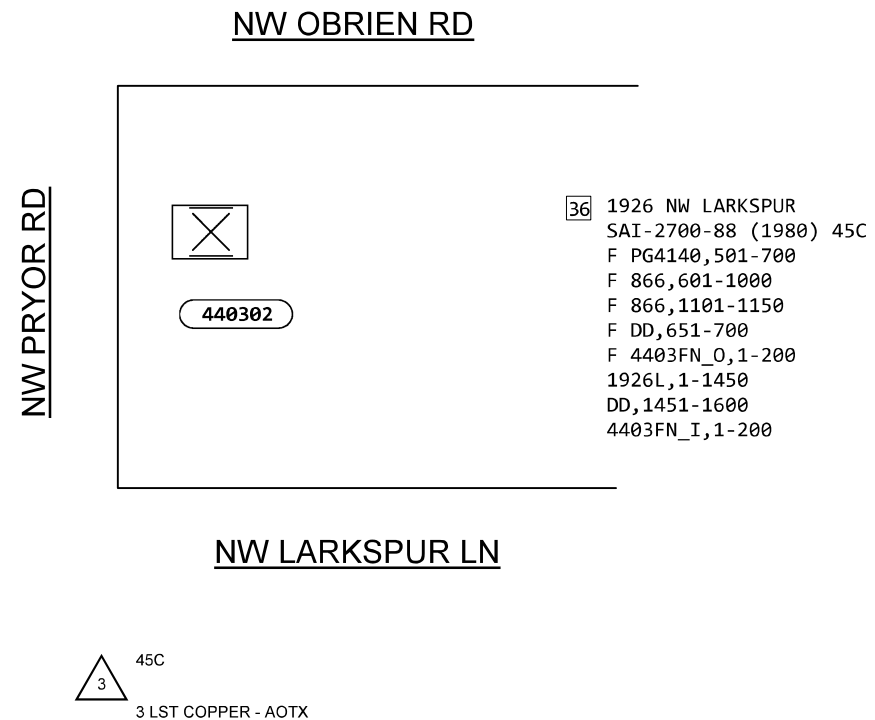 NW OBRIEN RD
NW PRYOR RD
440302
36 1926 NW LARKSPUR
SAI-2700-88 (1980) 45C
F PG4140,501-700
F 866,601-1000
F 866,1101-1150
F DD,651-700
F 4403FN_O,1-200
1926L,1-1450
DD,1451-1600
4403FN_I,1-200
NW LARKSPUR LN
45C
3
3 LST COPPER - AOTX